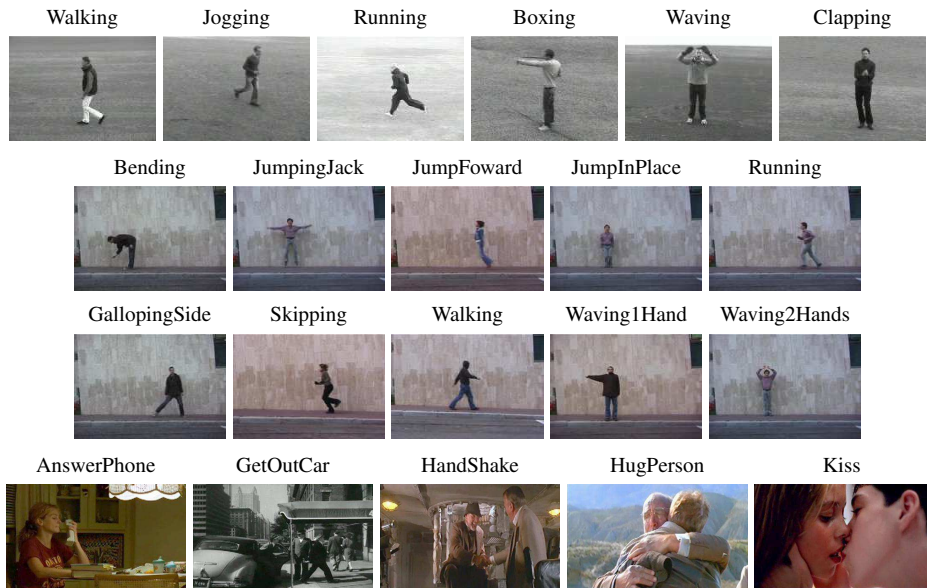 Walking Jogging Running Boxing Waving Clapping
Bending JumpingJack JumpFoward JumpInPlace Running
GallopingSide Skipping Walking Waving1Hand Waving2Hands
AnswerPhone GetOutCar HandShake HugPerson Kiss